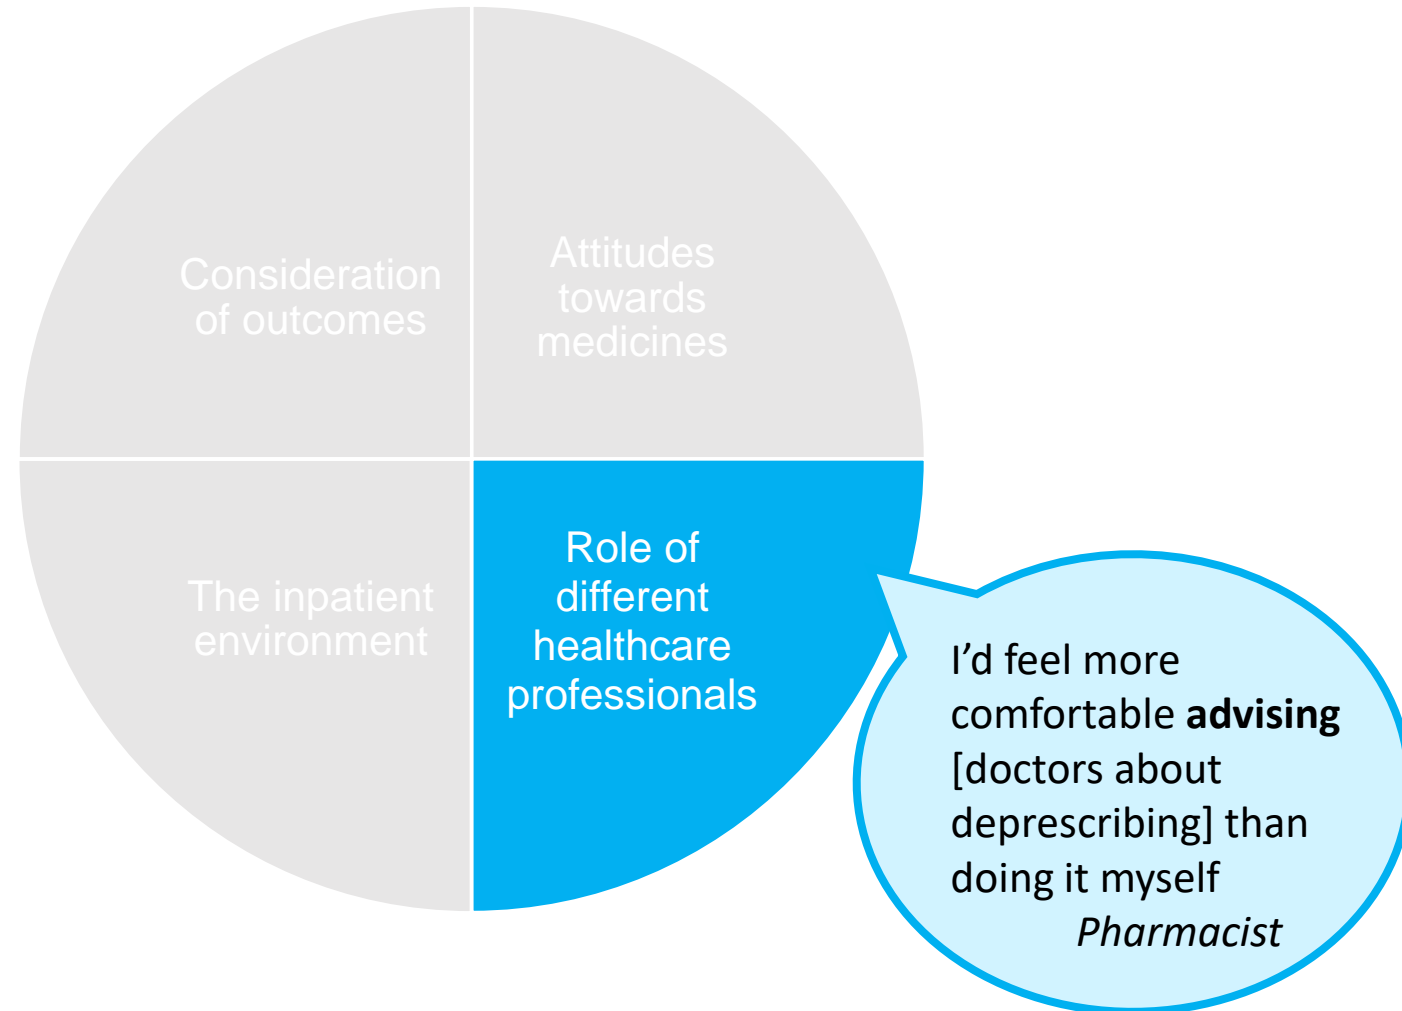 Consideration
of outcomes
Attitudes
towards
medicines
The inpatient
environment
Role of
different
healthcare
professionals
I’d feel more
comfortable advising
[doctors about
deprescribing] than
doing it myself
Pharmacist